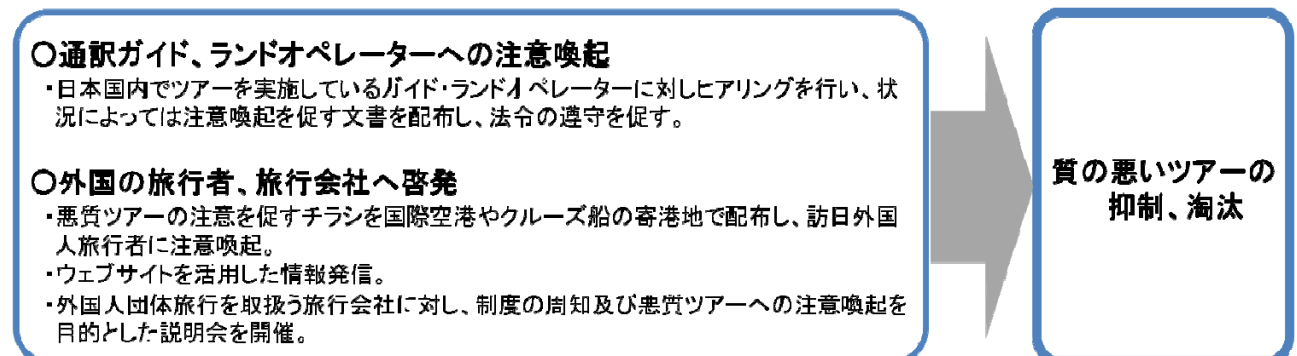 〇通訳ガイド、ランドオペレーターへの注意喚起
・日本国内でツアーを実施しているガイド・ランドオペレーターに対しヒアリングを行い、状
況によっては注意喚起を促す文書を配布し、法令の遵守を促す。
〇外国の旅行者、旅行会社へ啓発
・悪質ツアーの注意を促すチラシを国際空港やクルーズ船の寄港地で配布し、訪日外国
人旅行者に注意喚起。
・ウェブサイトを活用した情報発信。
・外国人団体旅行を取扱う旅行会社に対し、制度の周知及び悪質ツアーへの注意喚起を
目的とした説明会を開催。
質の悪いツアーの
抑制、淘汰